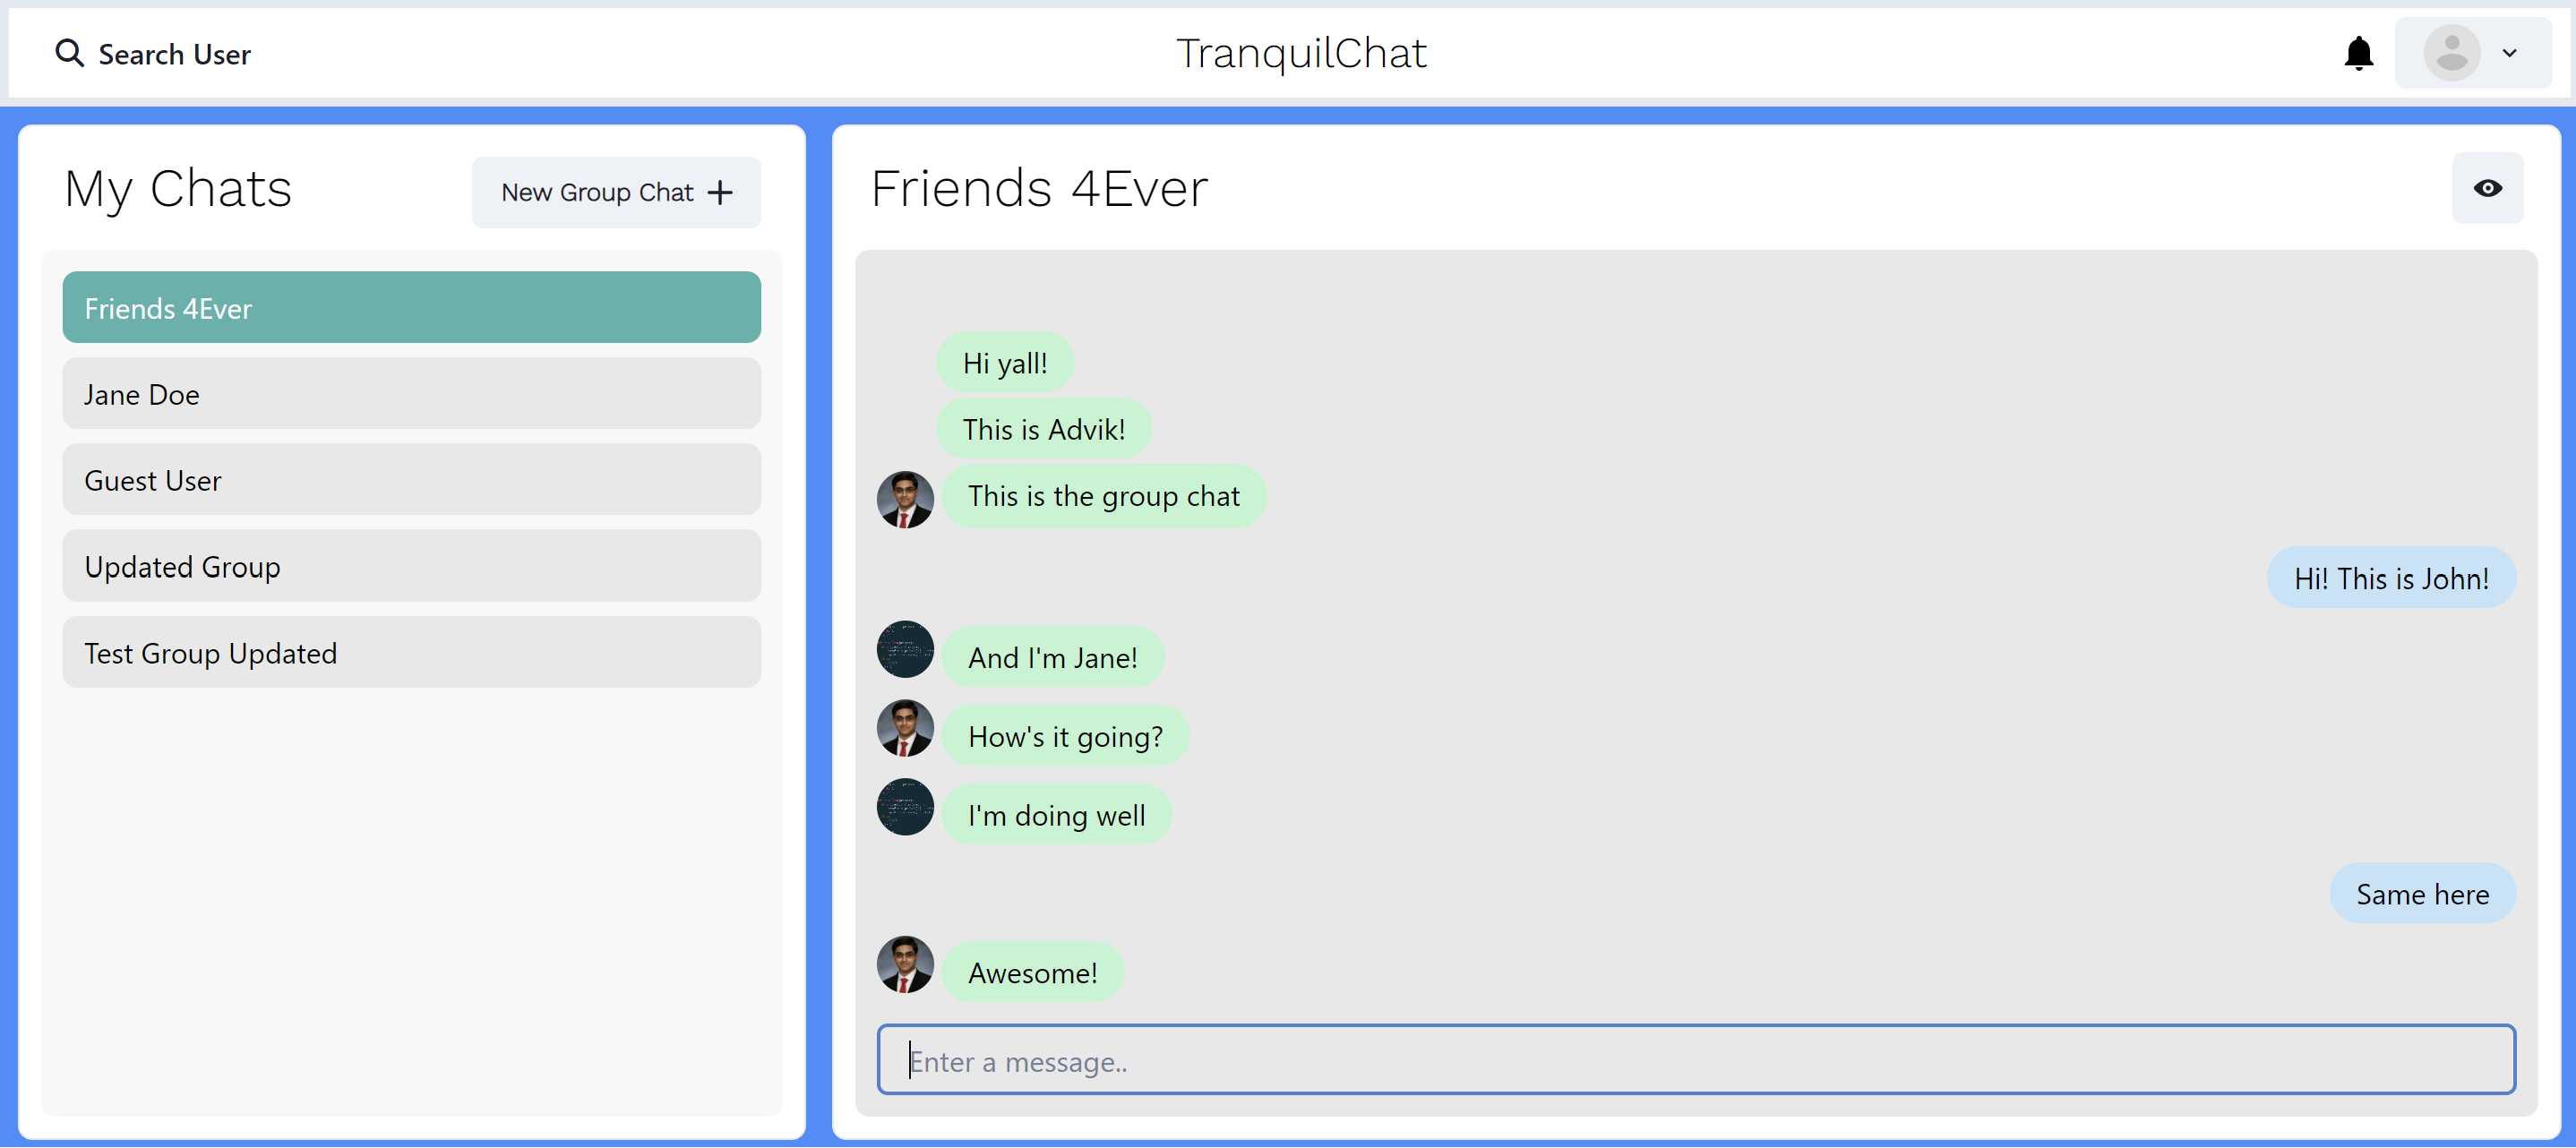 Search User
TranquilChat
My Chats
New Group Chat
Friends 4Ever
Jane Doe
Guest User
Updated Group
Test Group Updated
Friends 4Ever
Hi yall!
This is Advik!
This is the group chat
Hi! This is John!
And I'm Jane!
How's it going?
I'm doing well
Same here
Awesome!
Enter a message..